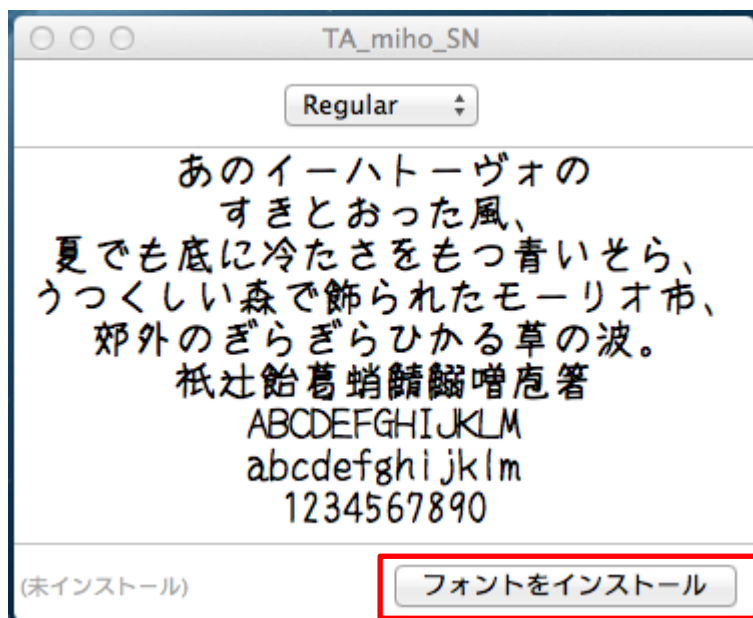 TA_miho_SN
Regular
あのイーハトーヴォの
すきとおった風、
夏でも底に冷たさをもつ青いそら、
うつくしい森で飾られたモーリオ市、
郊外のぎらぎらひかる草の波。
祇辻飴葛蛸鯖鰯噌庖箸
ABCDEFGHIJKLM
abcdefghijklm
1234567890
(未インストール)
フォントをインストール